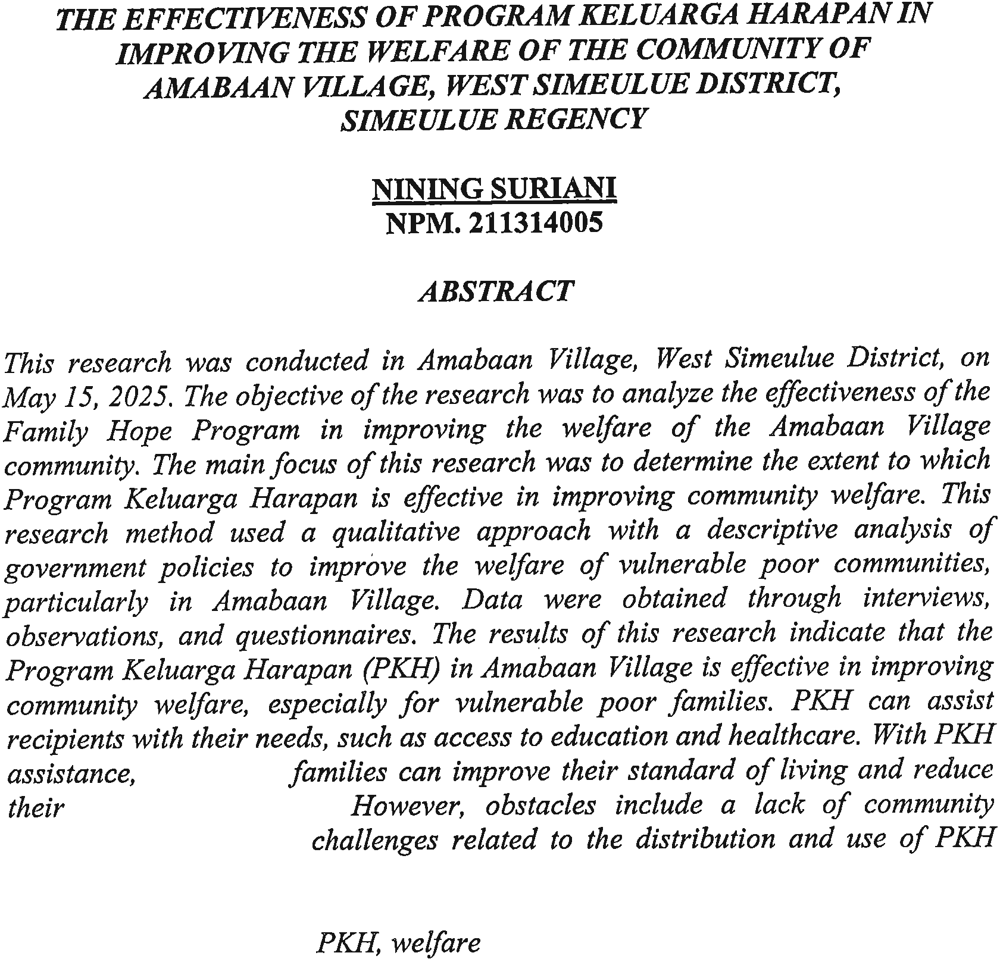 THE EFFECTIVENESS OF PROGRAM KELUARGA HARAPAN IN
IMPROVING THE WELFARE OF THE COMMUNITY OF
AMABAAN VILLAGE, WEST SIMEULUE DISTRICT,
SIMEULUE REGENCY
NINING SURIANI
NPM. 211314005
ABSTRACT
This research was conducted in Amabaan Village, West Simeulue District, on
May 15, 2025. The objective of the research was to analyze the effectiveness of the
Family Hope Program in improving the welfare of the Amabaan Village
community. The main focus of this research was to determine the extent to which
Program Keluarga Harapan is effective in improving community welfare. This
research method used a qualitative approach with a descriptive analysis of
government policies to improve the welfare of vulnerable poor communities,
particularly in Amabaan Village. Data were obtained through interviews,
observations, and questionnaires. The results of this research indicate that the
Program Keluarga Harapan (PKH) in Amabaan Village is effective in improving
community welfare, especially for vulnerable poor families. PKH can assist
recipients with their needs, such as access to education and healthcare. With PKH
assistance, families can improve their standard of living and reduce
their However, obstacles include a lack of community
challenges related to the distribution and use of PKH
PKH, welfare